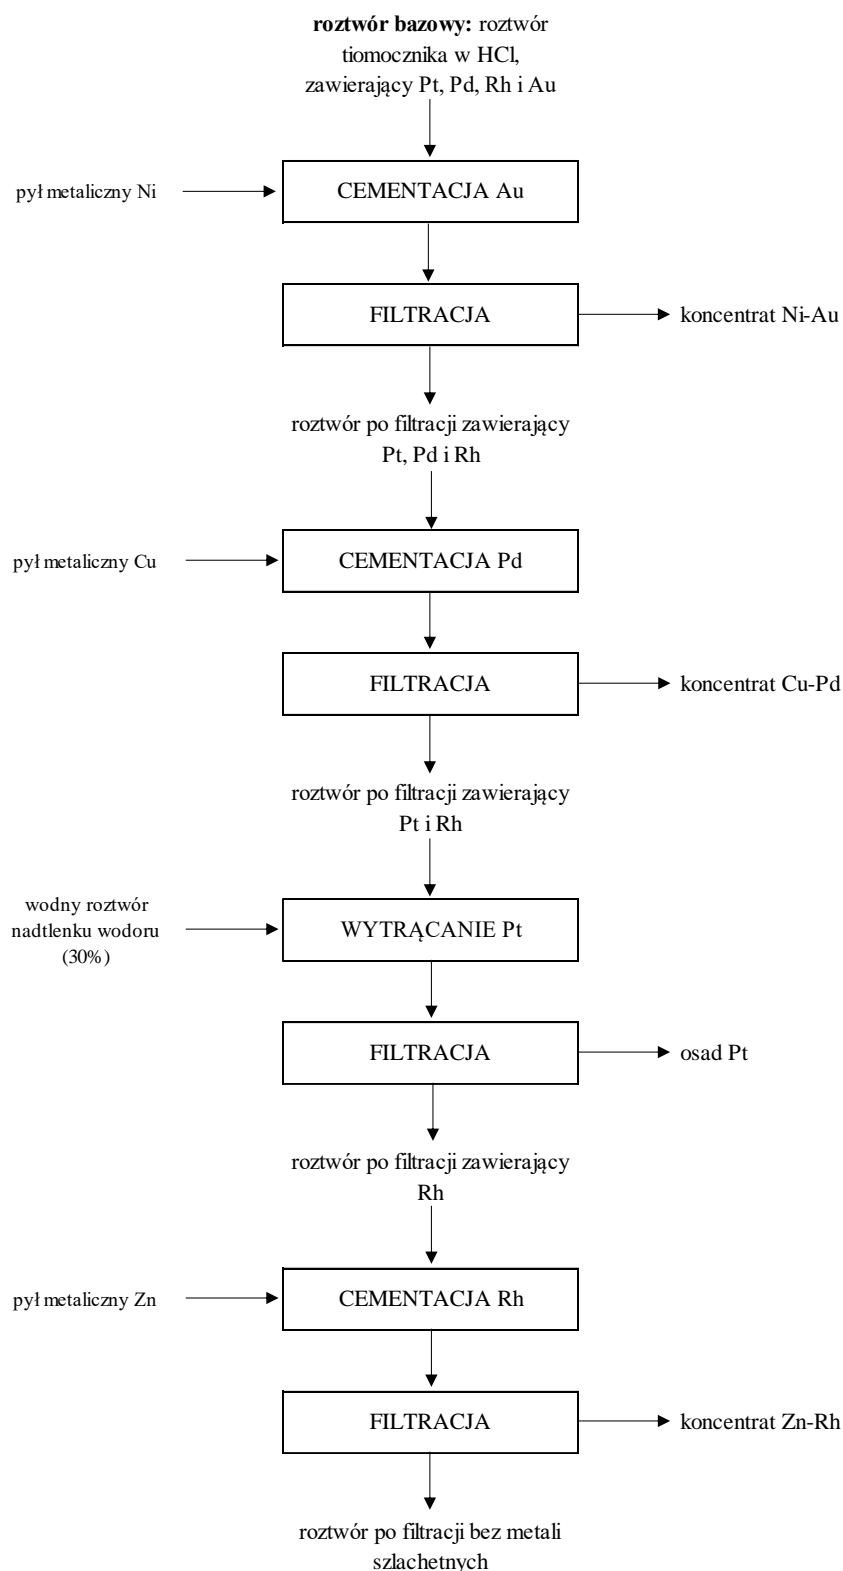 roztwór bazowy: roztwór
tiomocznika w HCl,
zawierający Pt, Pd, Rh i Au
pył metaliczny Ni
CEMENTACJA Au
FILTRACJA
koncentrat Ni-Au
roztwór po filtracji zawierający
Pt, Pd i Rh
pył metaliczny Cu
CEMENTACJA Pd
FILTRACJA
koncentrat Cu-Pd
roztwór po filtracji zawierający
Pt i Rh
wodny roztwór
nadtlenku wodoru
(30%)
WYTRĄCANIE Pt
FILTRACJA
osad Pt
roztwór po filtracji zawierający
Rh
pył metaliczny Zn
CEMENTACJA Rh
FILTRACJA
koncentrat Zn-Rh
roztwór po filtracji bez metali
szlachetnych